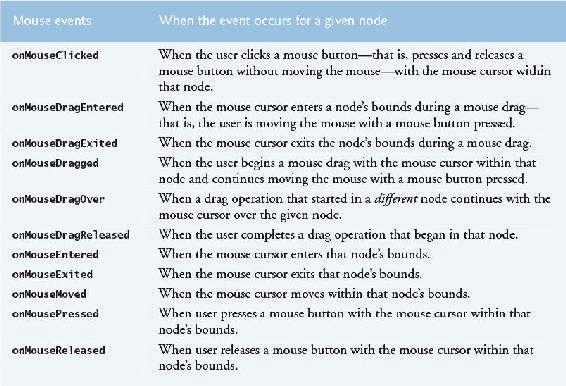 Mouse events When the event occurs for a given node
onMouseClicked When the user clicks a mouse button—that is, presses and releases a
mouse button without moving the mouse—with the mouse cursor within
that node.
onMouseDragEntered When the mouse cursor enters a node's bounds during a mouse drag—
that is, the user is moving the mouse with a mouse button pressed.
onMouseDragExited When the mouse cursor exits the node's bounds during a mouse drag.
onMouseDragged When the user begins a mouse drag with the mouse cursor within that
node and continues moving the mouse with a mouse button pressed.
onMouseDragOver When a drag operation that started in a different node continues with the
mouse cursor over the given node.
onMouseDragReleased When the user completes a drag operation that began in that node.
onMouseEntered When the mouse cursor enters that node's bounds.
onMouseExited When the mouse cursor exits that node's bounds.
onMouseMoved When the mouse cursor moves within that node's bounds.
onMousePressed When user presses a mouse button with the mouse cursor within that
node's bounds.
onMouseReleased When user releases a mouse button with the mouse cursor within that
node's bounds.